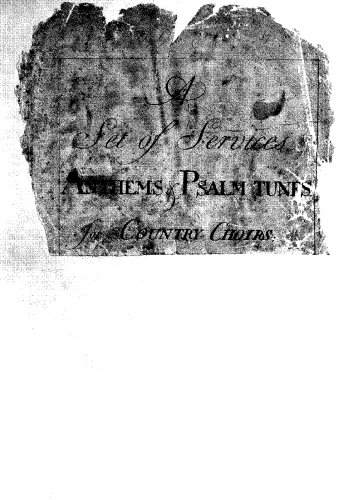 A
Set of Services,
ANTHEMS & PSALM TUNES
for COUNTRY CHOIRS.